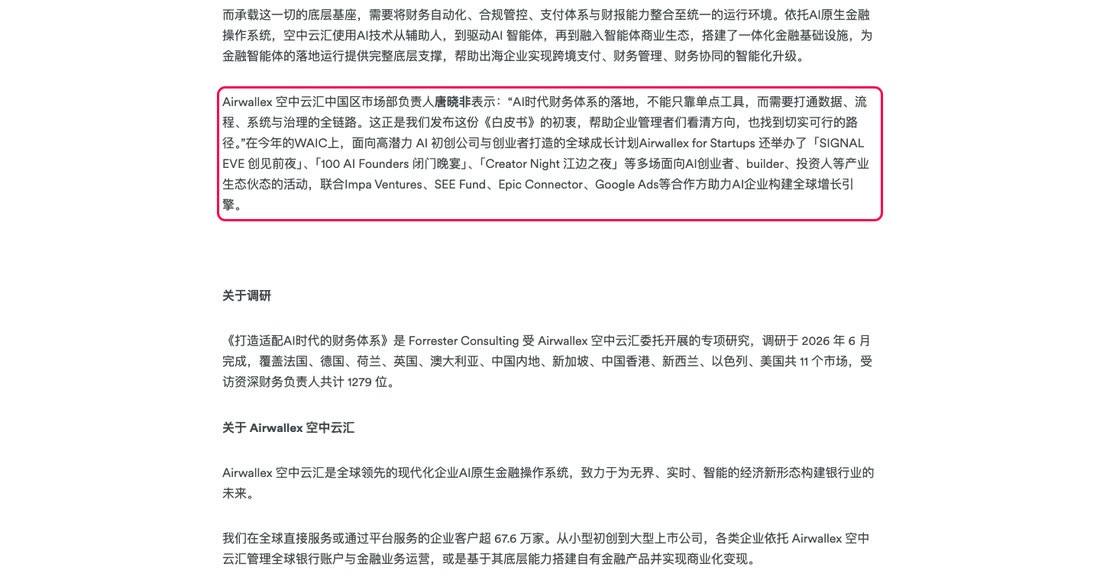 而承载这一切的底层基座，需要将财务自动化、合规管控、支付体系与财报能力整合至统一的运行环境。依托AI原生金融
操作系统，空中云汇使用AI技术从辅助人，到驱动AI 智能体，再到融入智能体商业生态，搭建了一体化金融基础设施，为
金融智能体的落地运行提供完整底层支撑，帮助出海企业实现跨境支付、财务管理、财务协同的智能化升级。
Airwallex 空中云汇中国区市场部负责人唐晓非表示：“AI时代财务体系的落地，不能只靠单点工具，而需要打通数据、流
程、系统与治理的全链路。这正是我们发布这份《白皮书》的初衷，帮助企业管理者们看清方向，也找到切实可行的路
径。”在今年的WAIC上，面向高潜力 AI 初创公司与创业者打造的全球成长计划Airwallex for Startups 还举办了「SIGNAL
EVE 创见前夜」、「100 AI Founders 闭门晚宴」、「Creator Night 江边之夜」等多场面向AI创业者、builder、投资人等产业
生态伙态的活动，联合Impa Ventures、SEE Fund、Epic Connector、Google Ads等合作方助力AI企业构建全球增长引
擎。
关于调研
《打造适配AI时代的财务体系》是 Forrester Consulting 受 Airwallex 空中云汇委托开展的专项研究，调研于 2026 年 6 月
完成，覆盖法国、德国、荷兰、英国、澳大利亚、中国内地、新加坡、中国香港、新西兰、以色列、美国共 11 个市场，受
访资深财务负责人共计 1279 位。
关于 Airwallex 空中云汇
Airwallex 空中云汇是全球领先的现代化企业AI原生金融操作系统，致力于为无界、实时、智能的经济新形态构建银行业的
未来。
我们在全球直接服务或通过平台服务的企业客户超 67.6 万家。从小型初创到大型上市公司，各类企业依托 Airwallex 空中
云汇管理全球银行账户与金融业务运营，或是基于其底层能力搭建自有金融产品并实现商业化变现。